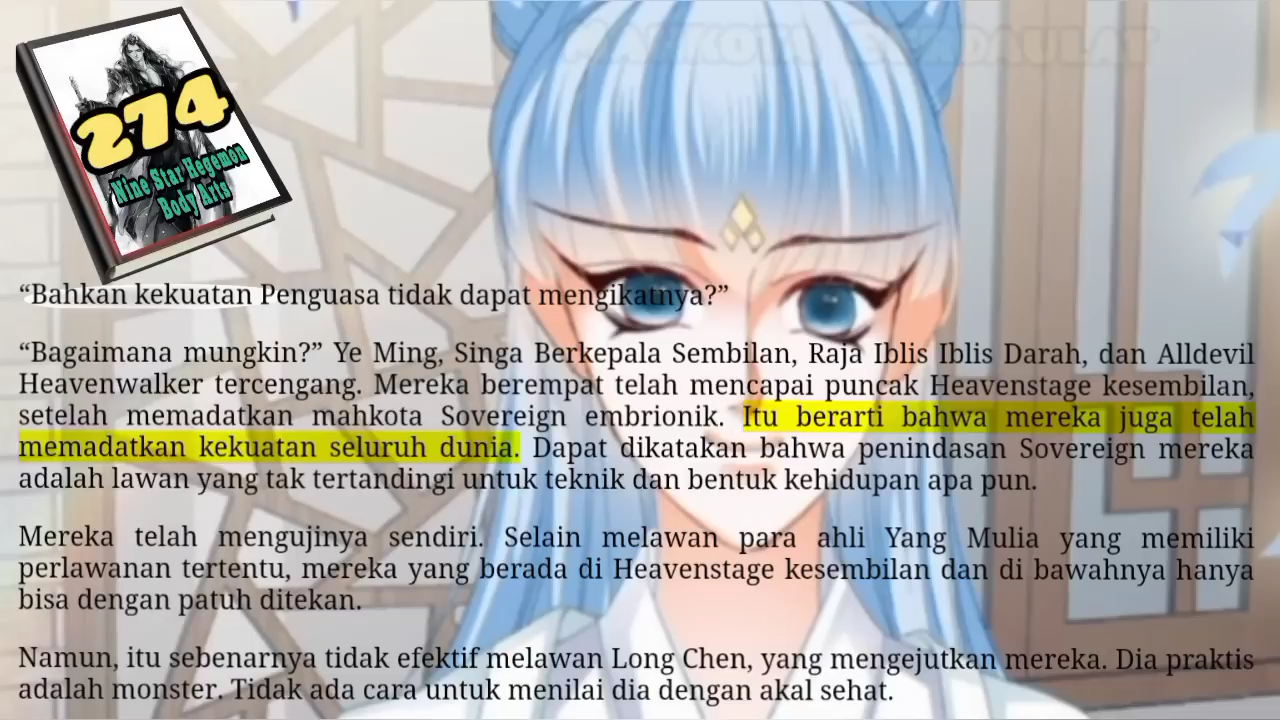 274
Nine Star Hegemon
Body Arts
“Bahkan kekuatan Penguasa tidak dapat mengikatnya?”
“Bagaimana mungkin?” Ye Ming, Singa Berkepala Sembilan, Raja Iblis Iblis Darah, dan Alldevil
Heavenwalker tercengang. Mereka berempat telah mencapai puncak Heavenstage kesembilan,
setelah memadatkan mahkota Sovereign embrionik. Itu berarti bahwa mereka juga telah
memadatkan kekuatan seluruh dunia. Dapat dikatakan bahwa penindasan Sovereign mereka
adalah lawan yang tak tertandingi untuk teknik dan bentuk kehidupan apa pun.
Mereka telah mengujinya sendiri. Selain melawan para ahli Yang Mulia yang memiliki
perlawanan tertentu, mereka yang berada di Heavenstage kesembilan dan di bawahnya hanya
bisa dengan patuh ditekan.
Namun, itu sebenarnya tidak efektif melawan Long Chen, yang mengejutkan mereka. Dia praktis
adalah monster. Tidak ada cara untuk menilai dia dengan akal sehat.